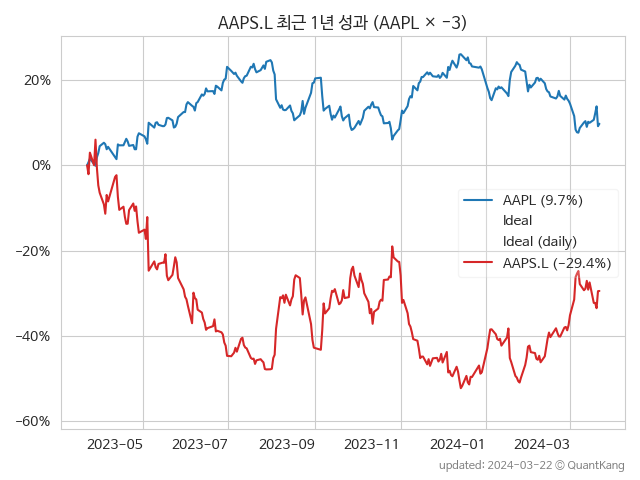 AAPS.L 최근 1년 성과 (AAPL × −3)
20%
0%
−20%
−40%
−60%
AAPL (9.7%)
Ideal
Ideal (daily)
AAPS.L (−29.4%)
2023−05
2023−07
2023−09
2023−11
2024−01
2024−03
updated: 2024−03−22 © QuantKang